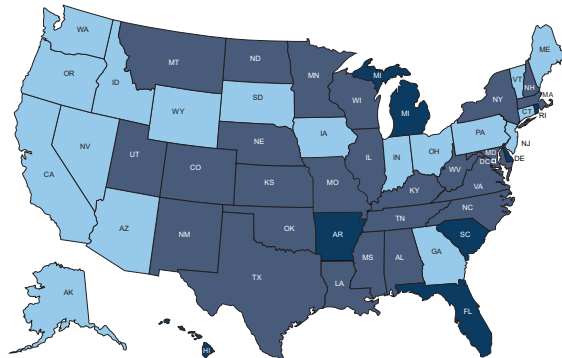 WA
ME
MT
ND
VT
OR
MN
NH
ID
MI
SD
WI
NY
MA
WY
MI
CT
RI
IA
PA
NE
NJ
NV
OH
IL
IN
MD
DE
UT
DC
CO
WV
CA
KS
MO
KY
VA
NC
TN
AZ
OK
NM
AR
SC
MS
AL
GA
TX
LA
AK
FL
HI